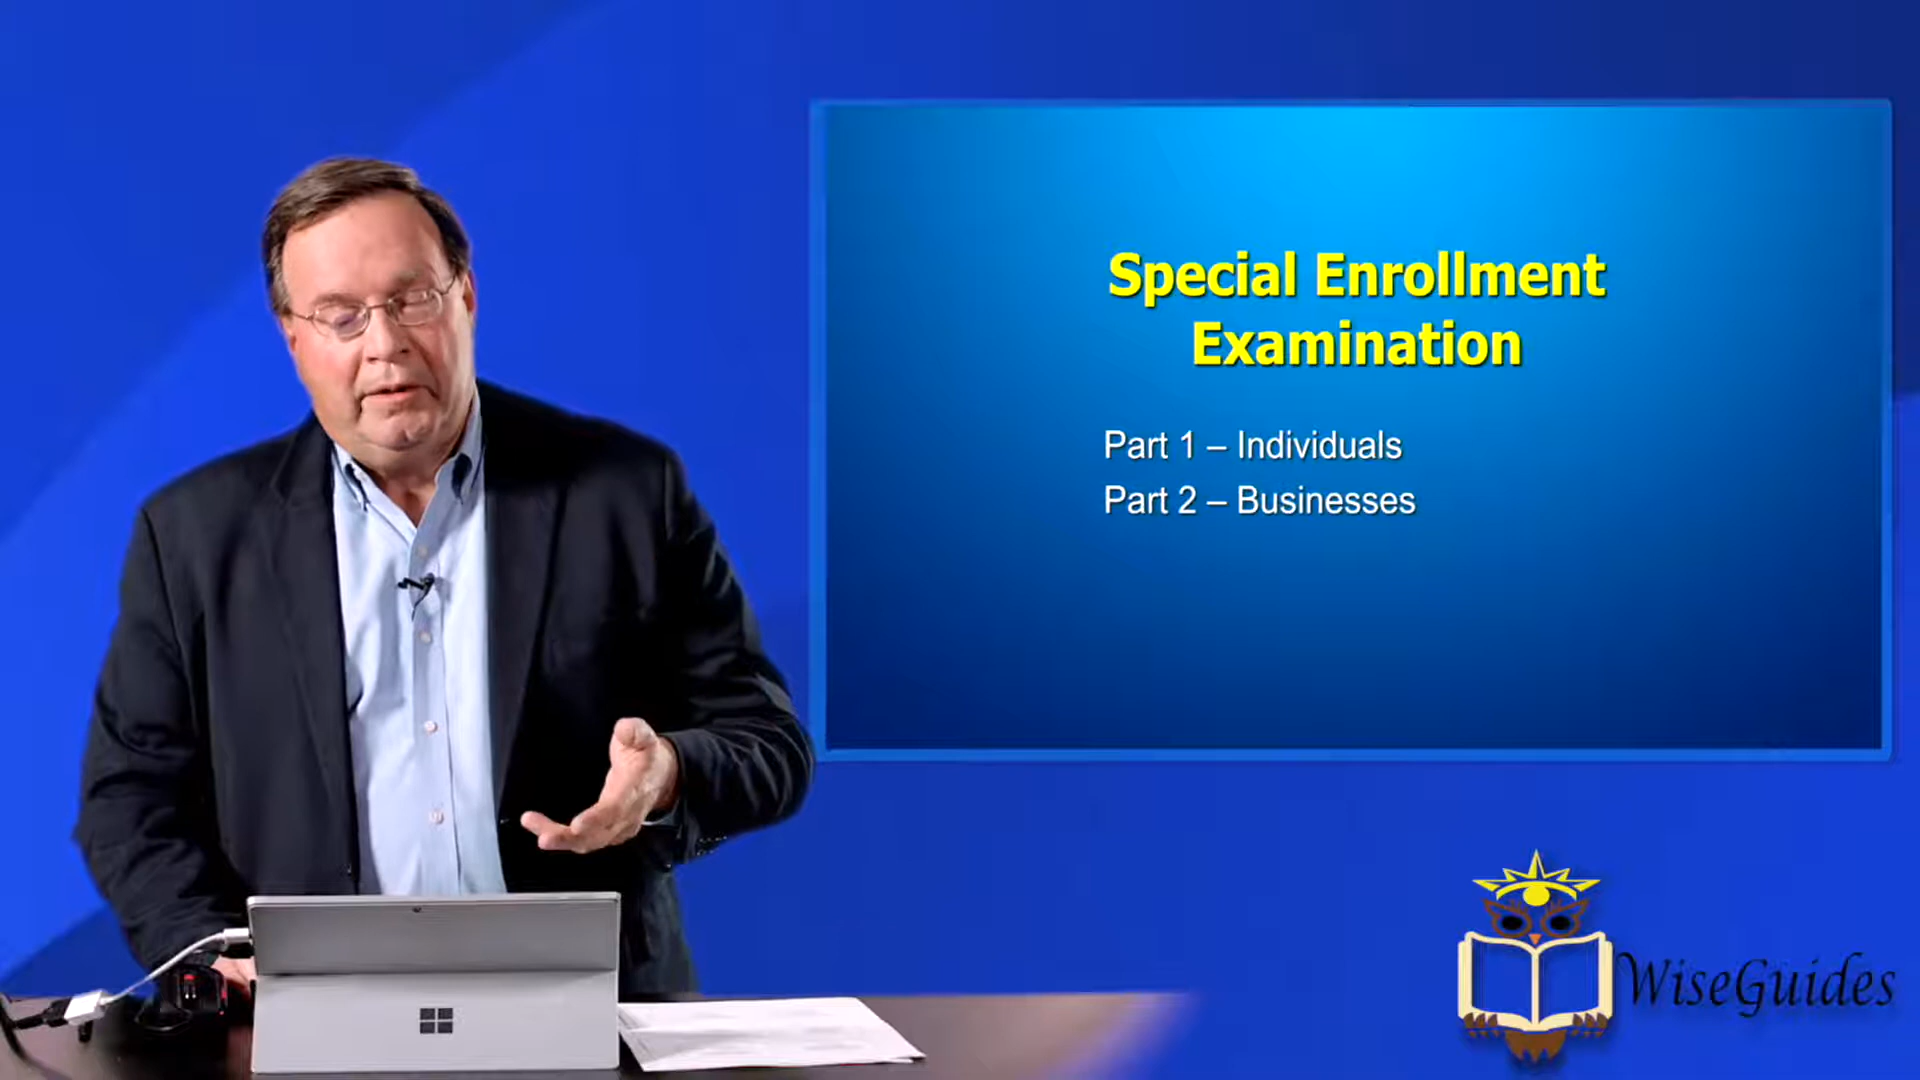 Special Enrollment
Examination
Part 1 – Individuals
Part 2 – Businesses
WiseGuides